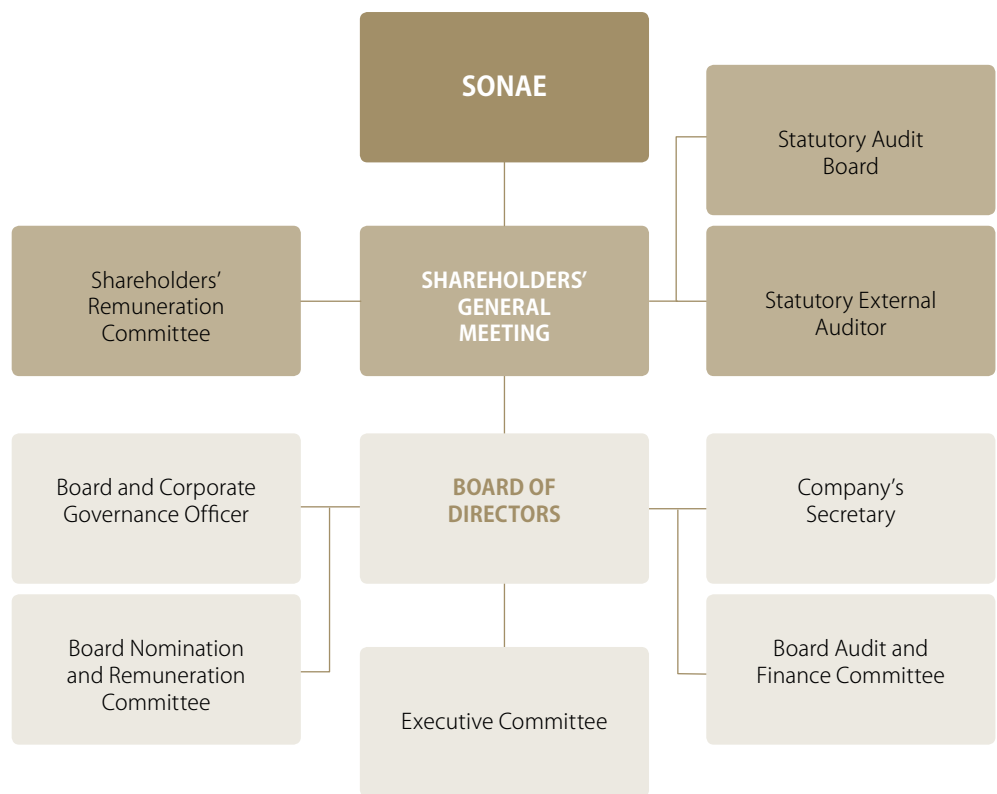 SONAE
Statutory Audit
Board
Shareholders’
Remuneration
Committee
SHAREHOLDERS’
GENERAL
MEETING
Statutory External
Auditor
Board and Corporate
Governance Officer
BOARD OF
DIRECTORS
Company’s
Secretary
Board Nomination
and Remuneration
Committee
Executive Committee
Board Audit and
Finance Committee